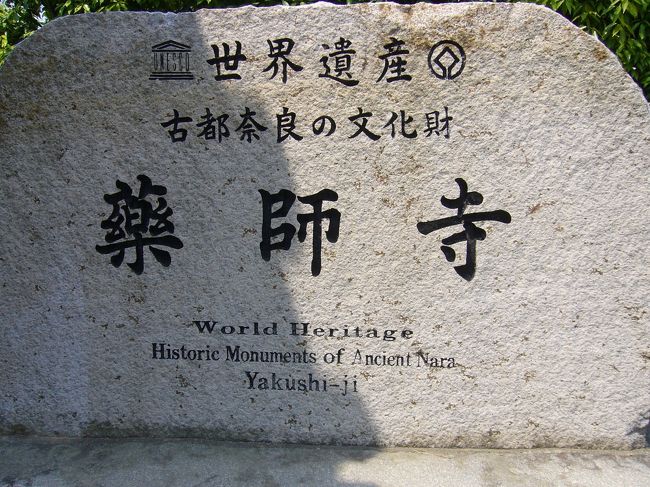 UNESCO 世界遺産
古都奈良の文化財
藥師寺
World Heritage
Historic Monuments of Ancient Nara
Yakushi-ji